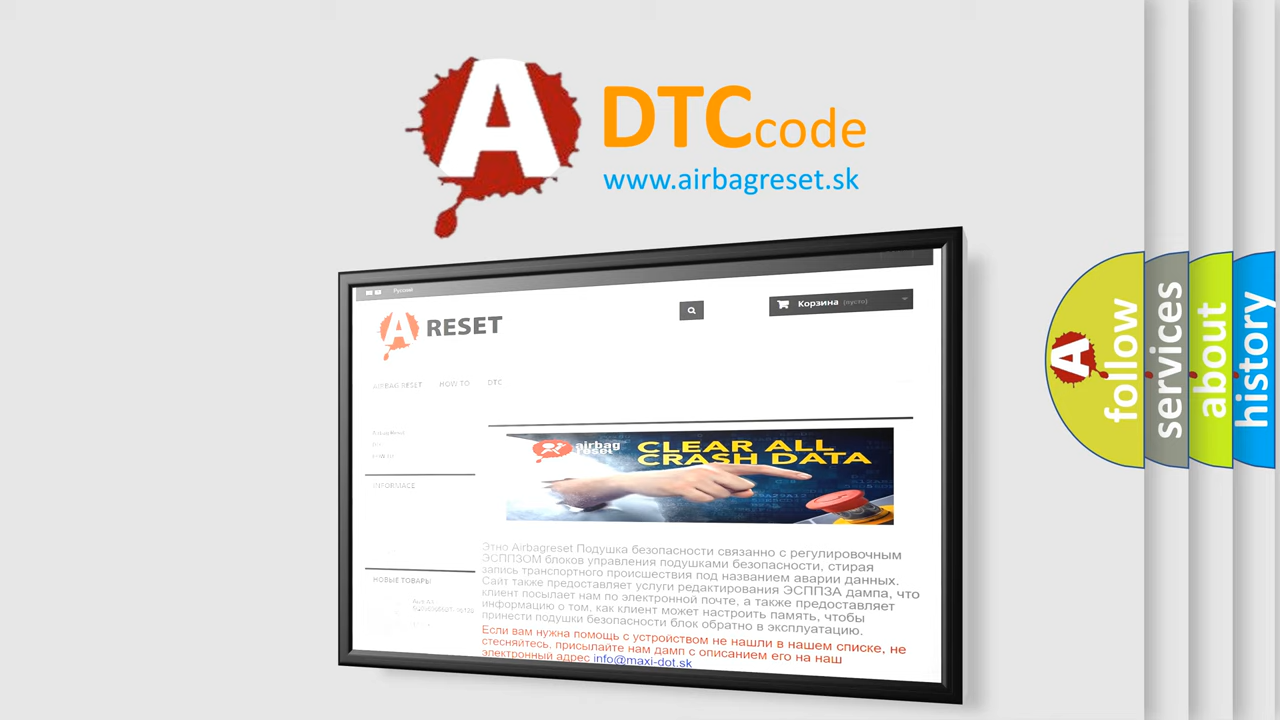 A DTCcode
www.airbagreset.sk
Русский
A RESET
Корзина (пусто)
AIRBAG RESET HOW TO DTC
INFORMACE
airbag reset CLEAR ALL CRASH DATA
Этно Airbagreset Подушка безопасности связанно с регулировочным
ЭСППЗОМ блоков управления подушками безопасности, стирая
запись транспортного происшествия под названием аварии данных.
Сайт также предоставляет услуги редактирования ЭСППЗА дампа, что
клиент посылает нам по электронной почте, а также предоставляет
информацию о том, как клиент может настроить память, чтобы
принести подушки безопасности блок обратно в эксплуатацию.
НОВЫЕ ТОВАРЫ
Если вам нужна помощь с устройством не нашли в нашем списке, не
стесняйтесь, присылайте нам дамп с описанием его на наш
электронный адрес info@maxi-dot.sk
A follow
services
about
history